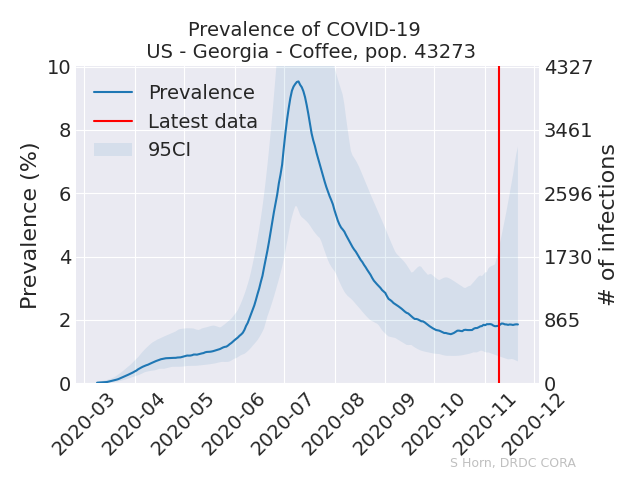 Prevalence of COVID-19
US - Georgia - Coffee, pop. 43273
Prevalence
Latest data
95CI
Prevalence (%)
10
8
6
4
2
0
4327
3461
2596
1730
865
0
# of infections
2020-03
2020-04
2020-05
2020-06
2020-07
2020-08
2020-09
2020-10
2020-11
2020-12
S Horn, DRDC CORA